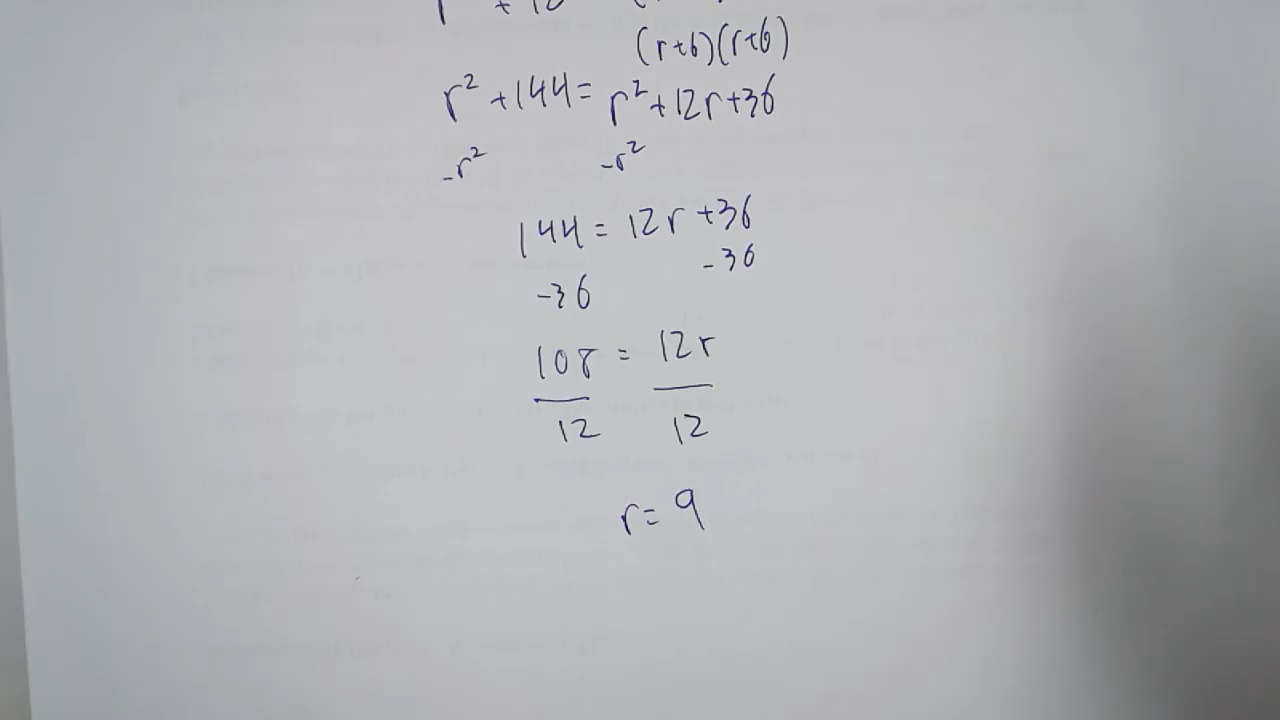 (r+6)(r+6)
r² + 144 = r² + 12r + 36
-r² -r²
144 = 12r + 36
-36
-36
108 = 12r
12 12
r = 9